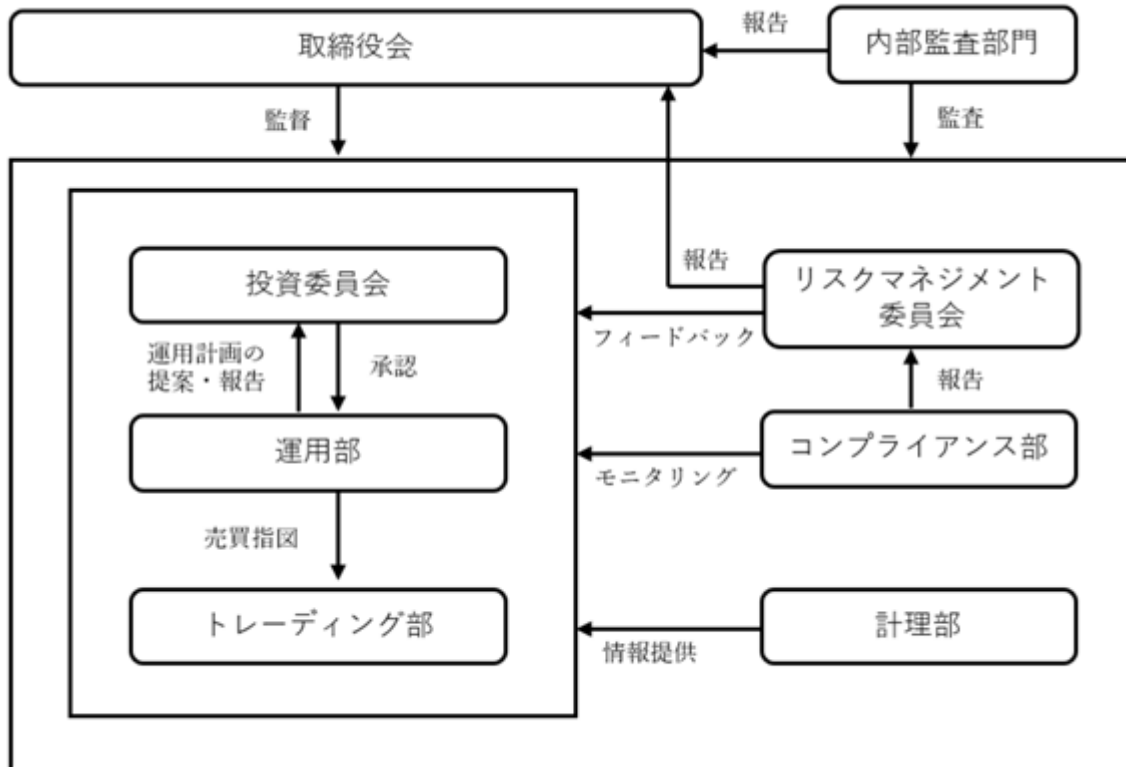 取締役会
報告
内部監査部門
監督
監査
投資委員会
報告
リスクマネジメント
委員会
フィードバック
運用計画の
提案・報告
承認
報告
運用部
モニタリング
コンプライアンス部
売買指図
トレーディング部
情報提供
計理部